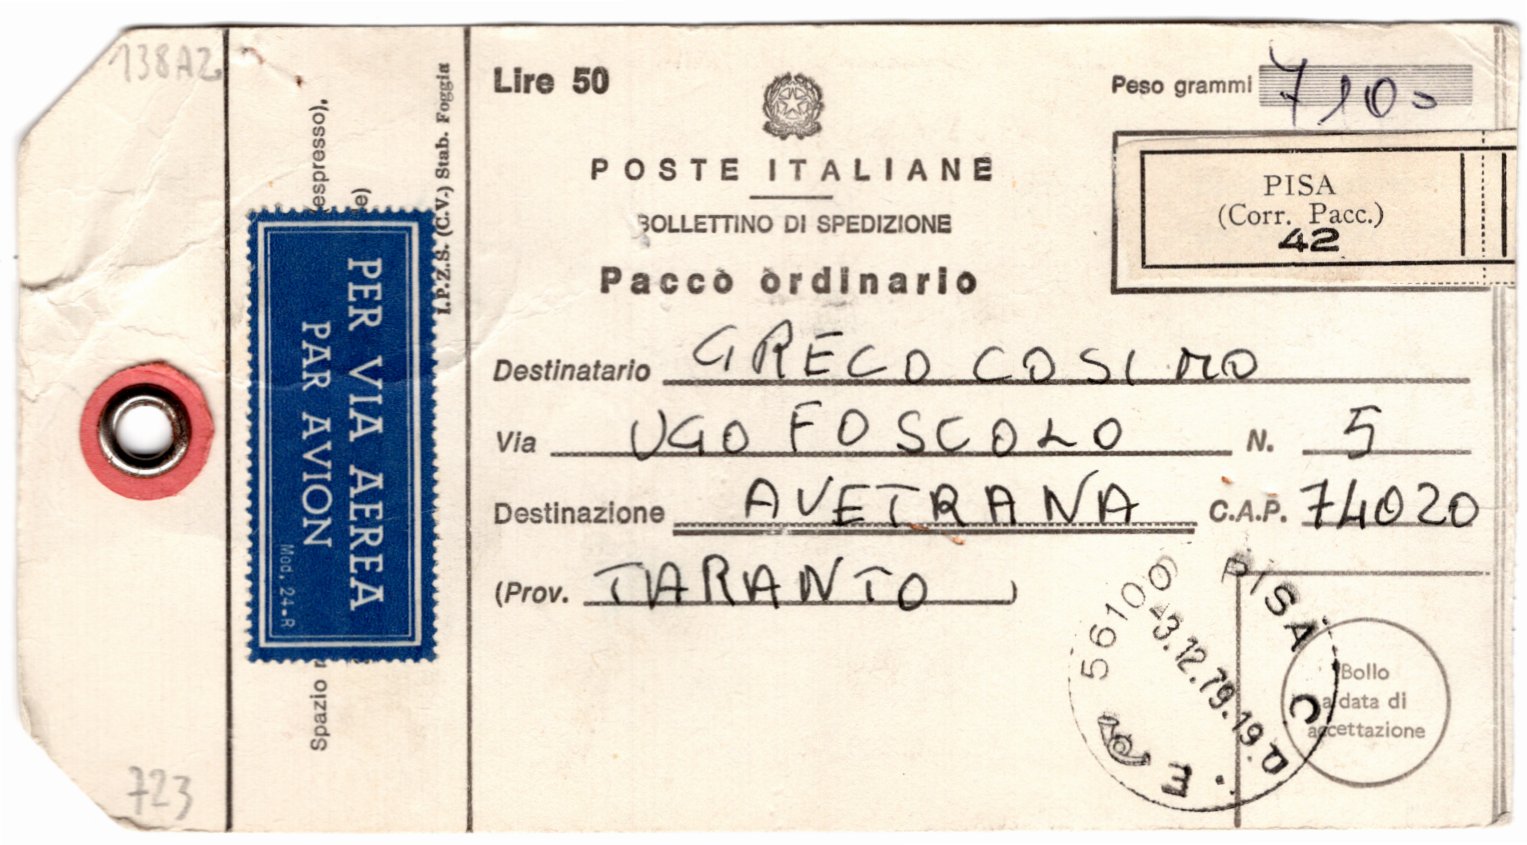 138A2
Lire 50
Peso grammi 7100
POSTE ITALIANE
BOLLETTINO DI SPEDIZIONE
Pacco ordinario
PISA
(Corr. Pacc.)
42
Destinatario GRECO COSIMO
Via UGO FOSCOLO N. 5
Destinazione AVETRANA C.A.P. 74020
(Prov. TARANTO )
56100 PISA C. P. E
12.79.19
Bollo
a data di
accettazione
I.P.Z.S. (C.V.) Stab. Foggia
PER VIA AEREA
PAR AVION
Mod. 24-R
Spazio
espresso),
723